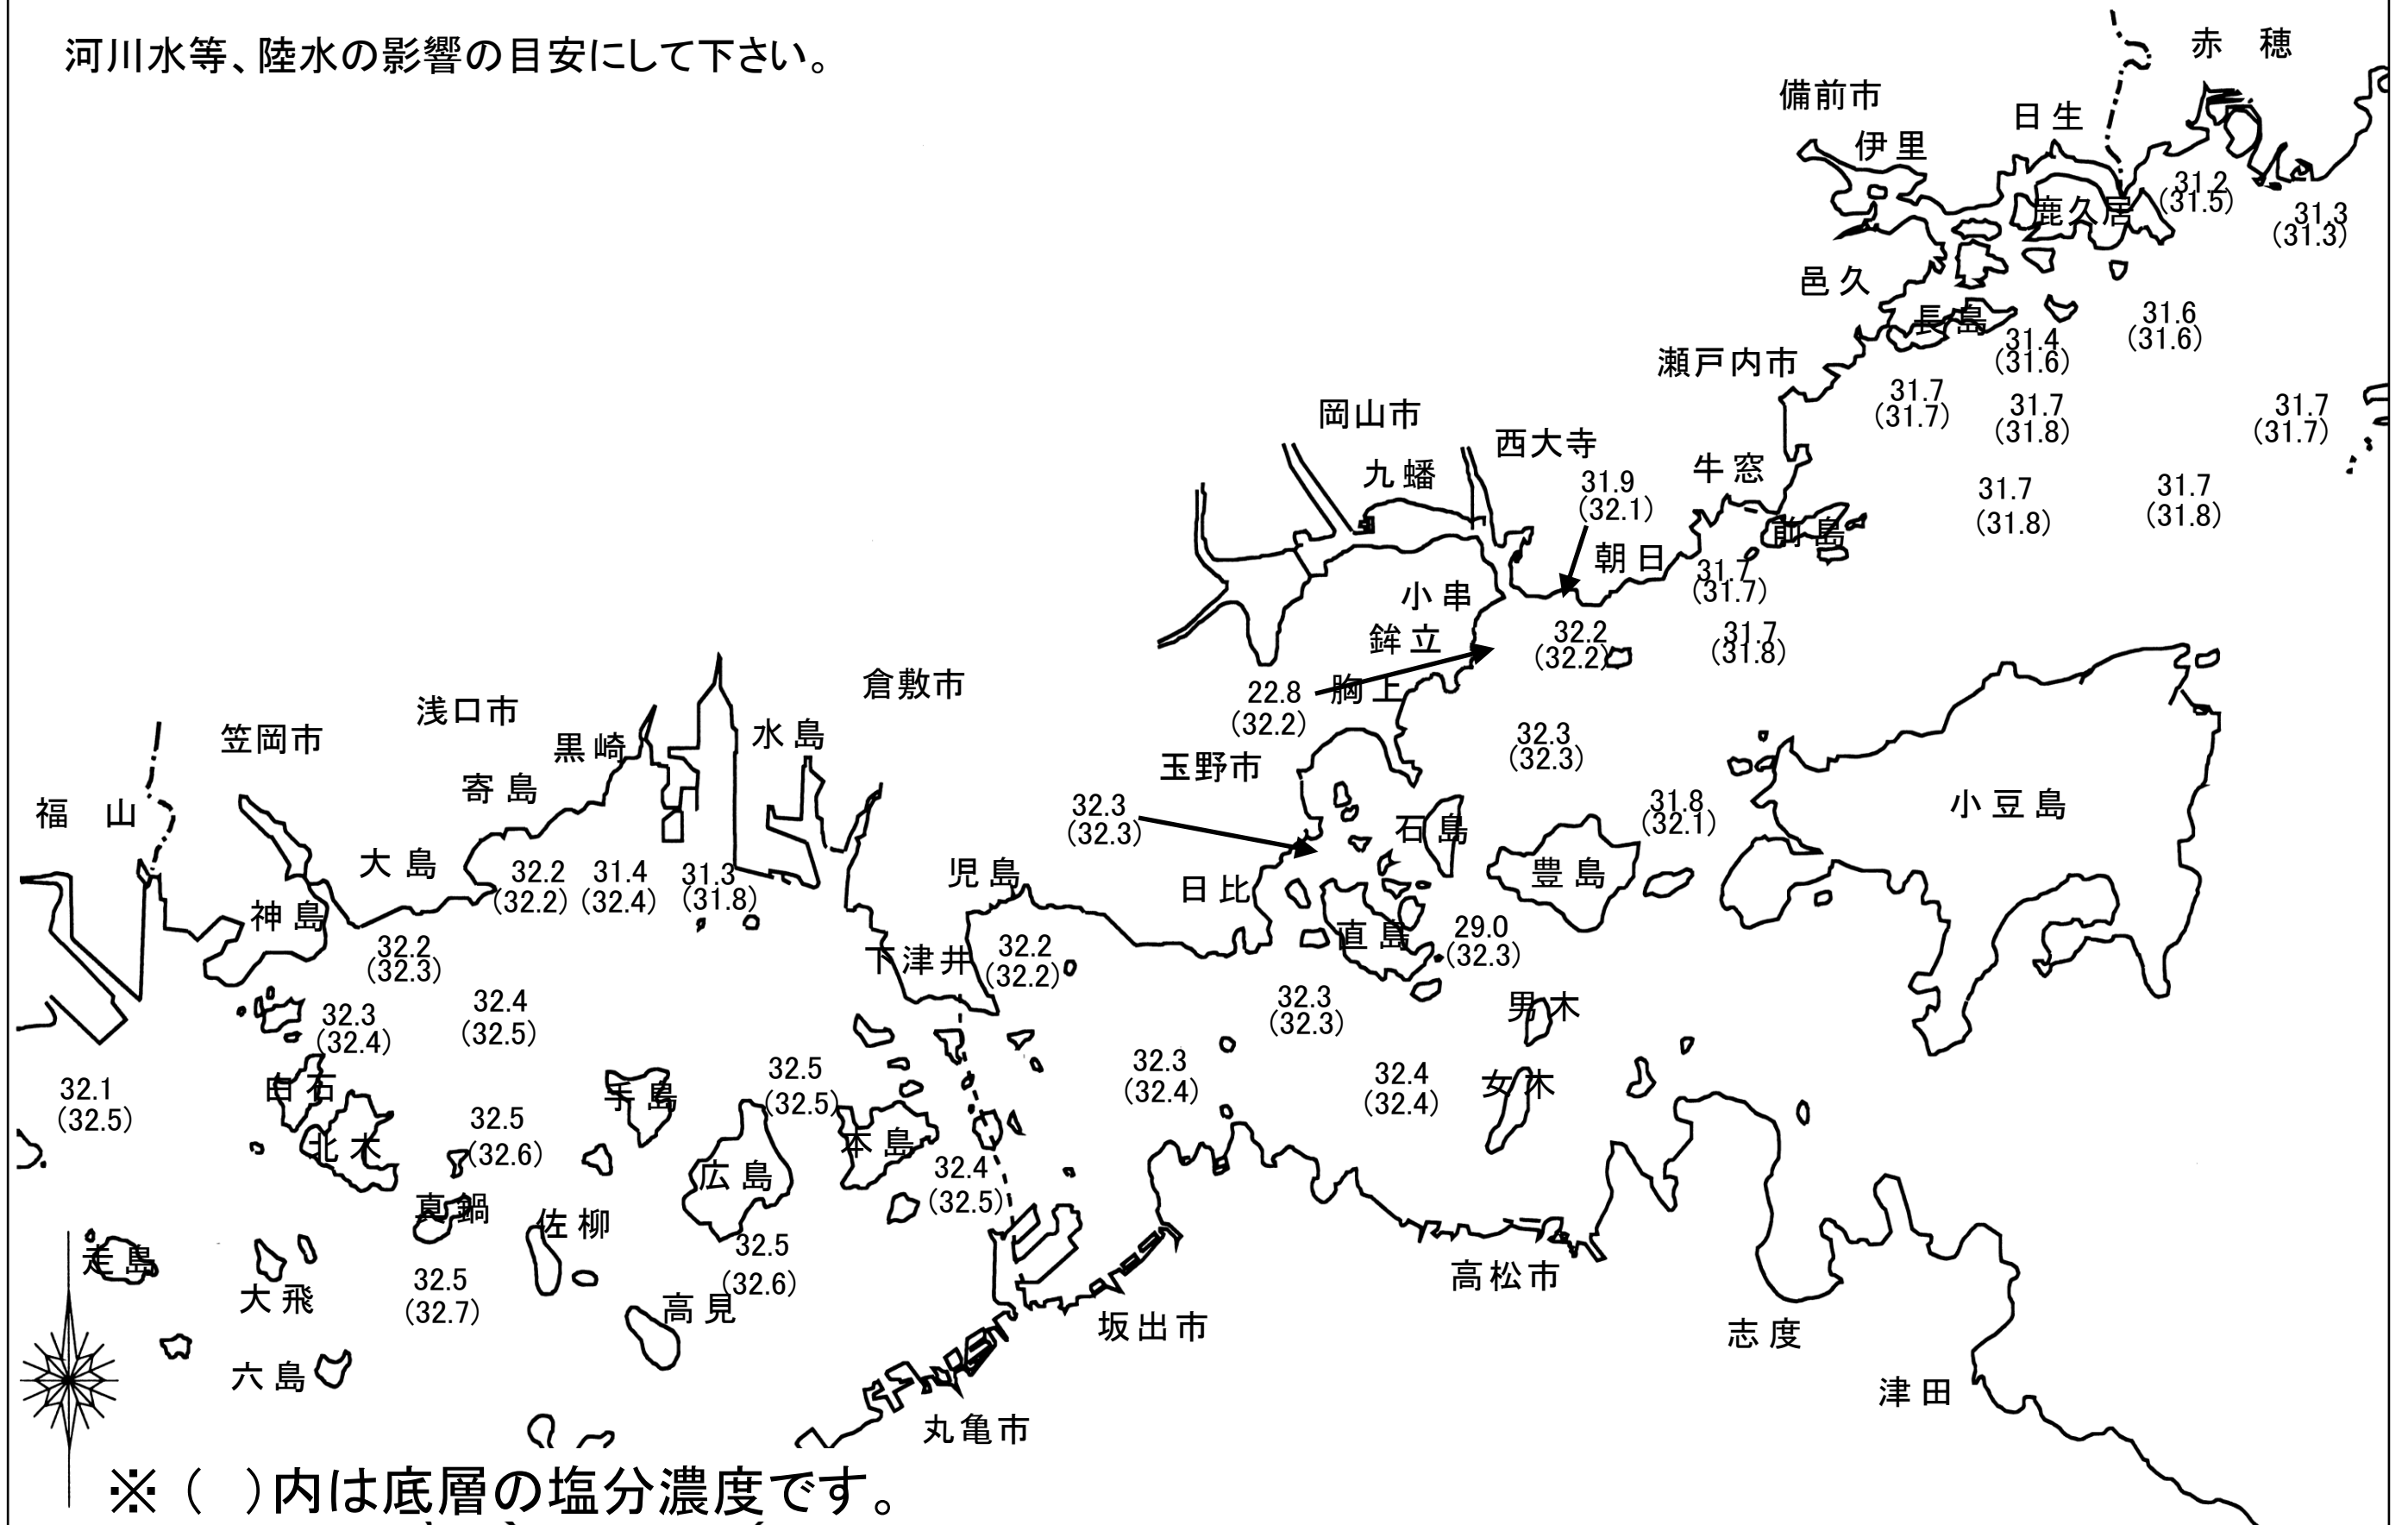 河川水等、陸水の影響の目安にして下さい。
赤 穂
備前市
日生
伊里
31.2
(31.5)
鹿久居
31.3
(31.3)
邑久
長島
31.6
(31.6)
31.4
(31.6)
瀬戸内市
31.7
(31.7)
31.7
(31.8)
31.7
(31.7)
岡山市
西大寺
九蟠
牛窓
31.9
(32.1)
31.7
(31.8)
31.7
(31.8)
前島
朝日
31.7
(31.7)
小串
鉾立
32.2
(32.2)
31.7
(31.8)
22.8
(32.2)
胸上
倉敷市
浅口市
笠岡市
黒崎
水島
32.3
(32.3)
玉野市
寄島
福 山
32.3
(32.3)
石島
31.8
(32.1)
小豆島
大島
32.2
(32.2)
31.4
(32.4)
31.3
(31.8)
児島
日比
豊島
神島
直島
29.0
(32.3)
32.2
(32.3)
下津井
32.2
(32.2)
32.3
(32.4)
32.4
(32.5)
32.3
(32.3)
男木
32.1
(32.5)
白石
手島
32.5
(32.5)
32.3
(32.4)
32.4
(32.4)
女木
北木
32.5
(32.6)
本島
広島
32.4
(32.5)
真鍋
佐柳
走島
32.5
(32.6)
大飛
32.5
(32.7)
高見
坂出市
高松市
志度
六島
津田
丸亀市
※( )内は底層の塩分濃度です。